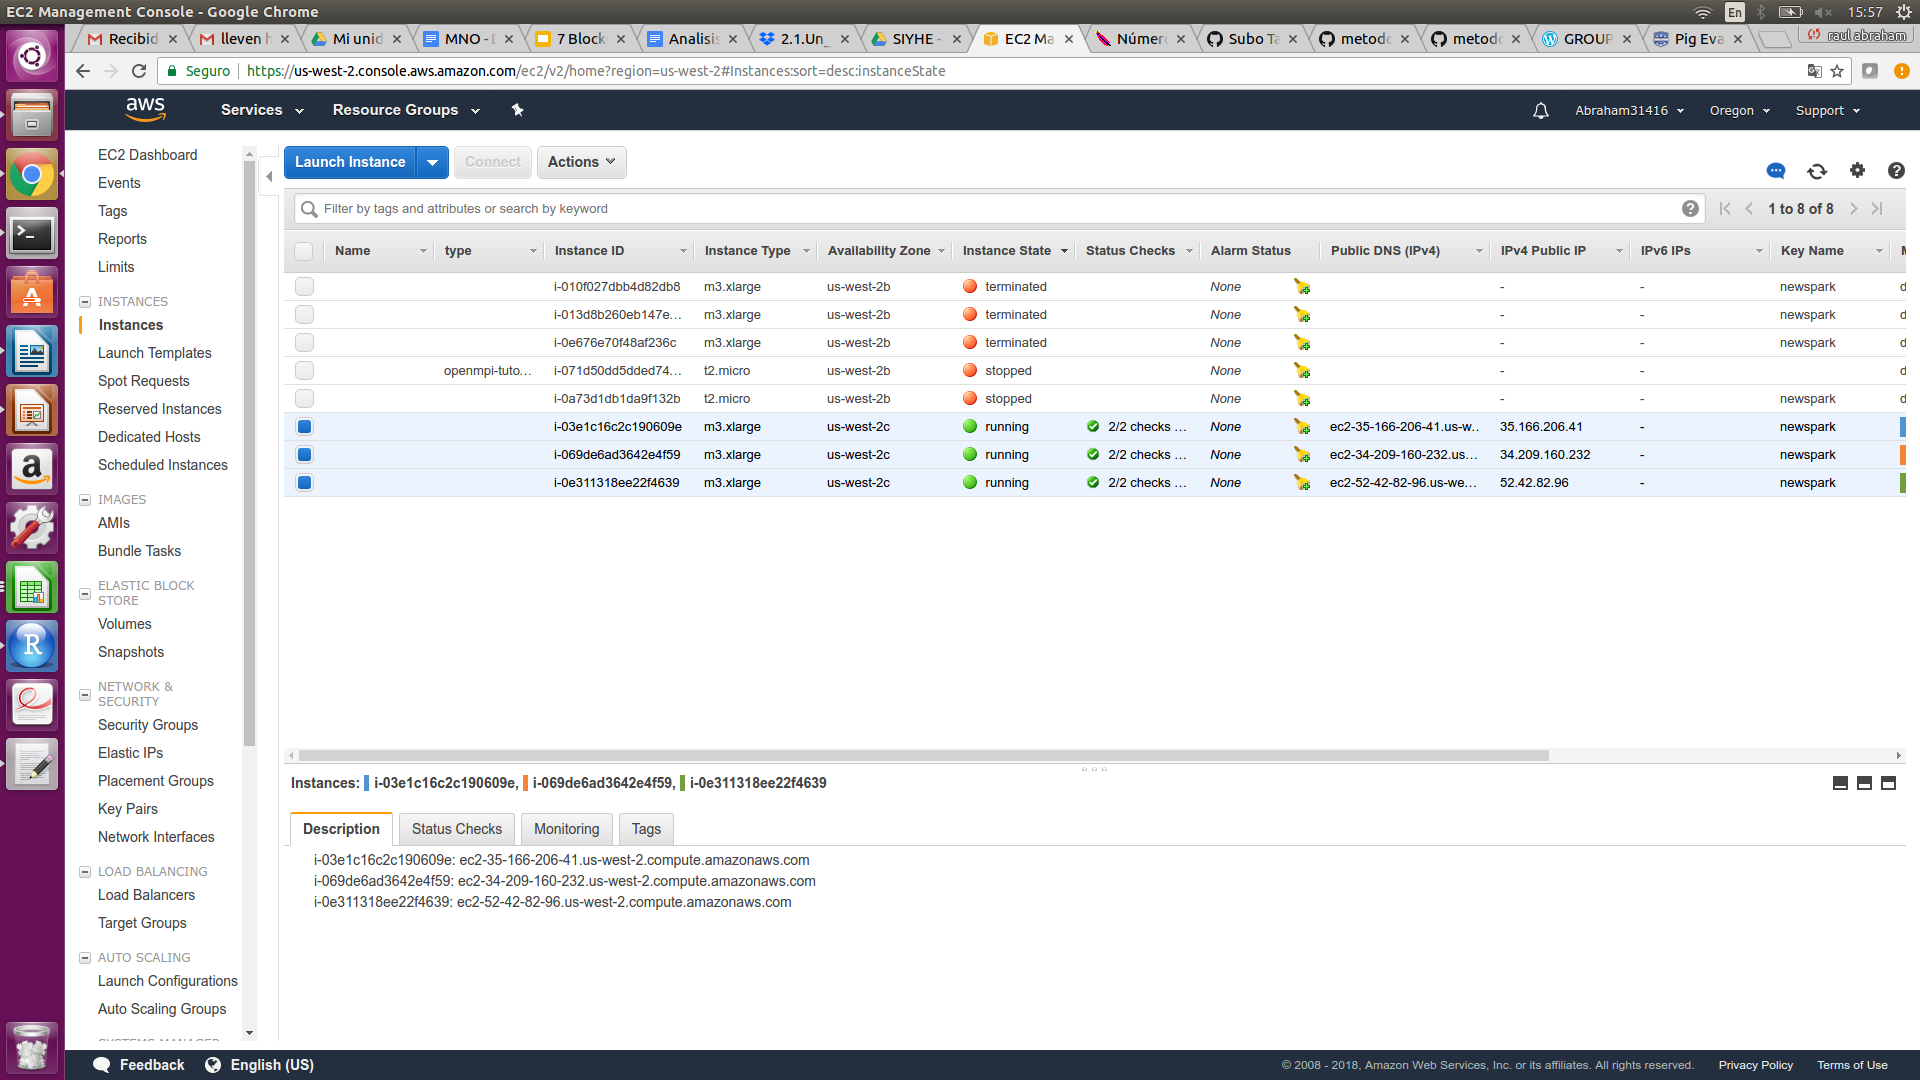 EC2 Management Console - Google Chrome
En
15:57
Recibid
lleven h
Mi unid
MNO - D
7 Block
Analisis
2.1.Un_
SIYHE -
EC2 Ma
Número
Subo Ta
metodo
metodo
GROUP
Pig Eva
raul abraham
Seguro
https://us-west-2.console.aws.amazon.com/ec2/v2/home?region=us-west-2#Instances:sort=desc:instanceState
aws
Services
Resource Groups
Abraham31416
Oregon
Support
EC2 Dashboard
Events
Tags
Reports
Limits
INSTANCES
Instances
Launch Templates
Spot Requests
Reserved Instances
Dedicated Hosts
Scheduled Instances
IMAGES
AMIs
Bundle Tasks
ELASTIC BLOCK
STORE
Volumes
Snapshots
NETWORK &
SECURITY
Security Groups
Elastic IPs
Placement Groups
Key Pairs
Network Interfaces
LOAD BALANCING
Load Balancers
Target Groups
AUTO SCALING
Launch Configurations
Auto Scaling Groups
SYSTEMS MANAGER
Launch Instance
Connect
Actions
Filter by tags and attributes or search by keyword
1 to 8 of 8
Name type Instance ID Instance Type Availability Zone Instance State Status Checks Alarm Status Public DNS (IPv4) IPv4 Public IP IPv6 IPs Key Name
i-010f027dbb4d82db8 m3.xlarge us-west-2b terminated None - - newspark d
i-013d8b260eb147e... m3.xlarge us-west-2b terminated None - - newspark d
i-0e676e70f48af236c m3.xlarge us-west-2b terminated None - - newspark d
openmpi-tuto... i-071d50dd5dded74... t2.micro us-west-2b stopped None - - d
i-0a73d1db1da9f132b t2.micro us-west-2b stopped None - - newspark d
i-03e1c16c2c190609e m3.xlarge us-west-2c running 2/2 checks ... None ec2-35-166-206-41.us-w... 35.166.206.41 - newspark
i-069de6ad3642e4f59 m3.xlarge us-west-2c running 2/2 checks ... None ec2-34-209-160-232.us... 34.209.160.232 - newspark
i-0e311318ee22f4639 m3.xlarge us-west-2c running 2/2 checks ... None ec2-52-42-82-96.us-we... 52.42.82.96 - newspark
Instances: i-03e1c16c2c190609e, i-069de6ad3642e4f59, i-0e311318ee22f4639
Description
Status Checks
Monitoring
Tags
i-03e1c16c2c190609e: ec2-35-166-206-41.us-west-2.compute.amazonaws.com
i-069de6ad3642e4f59: ec2-34-209-160-232.us-west-2.compute.amazonaws.com
i-0e311318ee22f4639: ec2-52-42-82-96.us-west-2.compute.amazonaws.com
Feedback
English (US)
© 2008 - 2018, Amazon Web Services, Inc. or its affiliates. All rights reserved.
Privacy Policy
Terms of Use